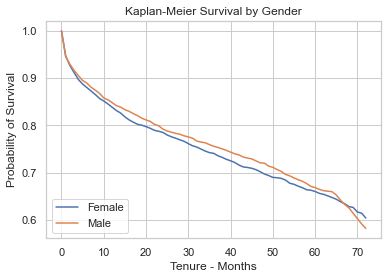 Kaplan-Meier Survival by Gender
Probability of Survival
1.0
0.9
0.8
0.7
0.6
Female
Male
0 10 20 30 40 50 60 70
Tenure - Months